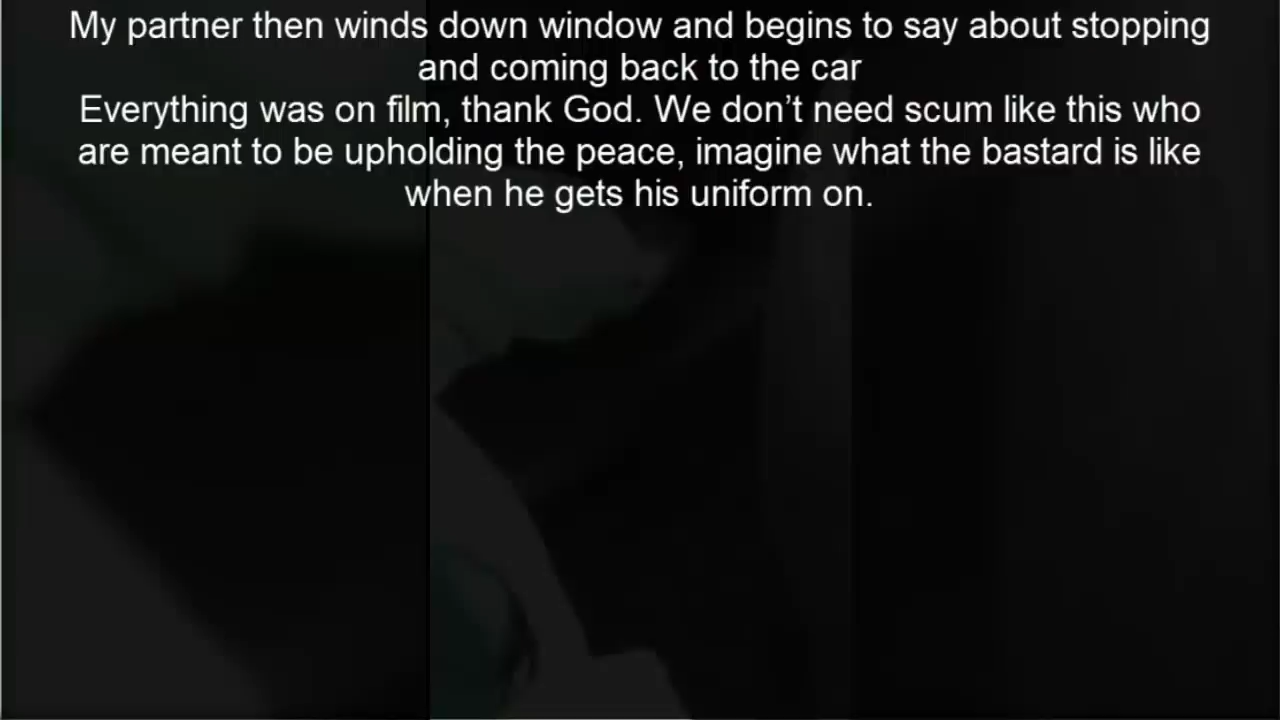 My partner then winds down window and begins to say about stopping
and coming back to the car
Everything was on film, thank God. We don’t need scum like this who
are meant to be upholding the peace, imagine what the bastard is like
when he gets his uniform on.